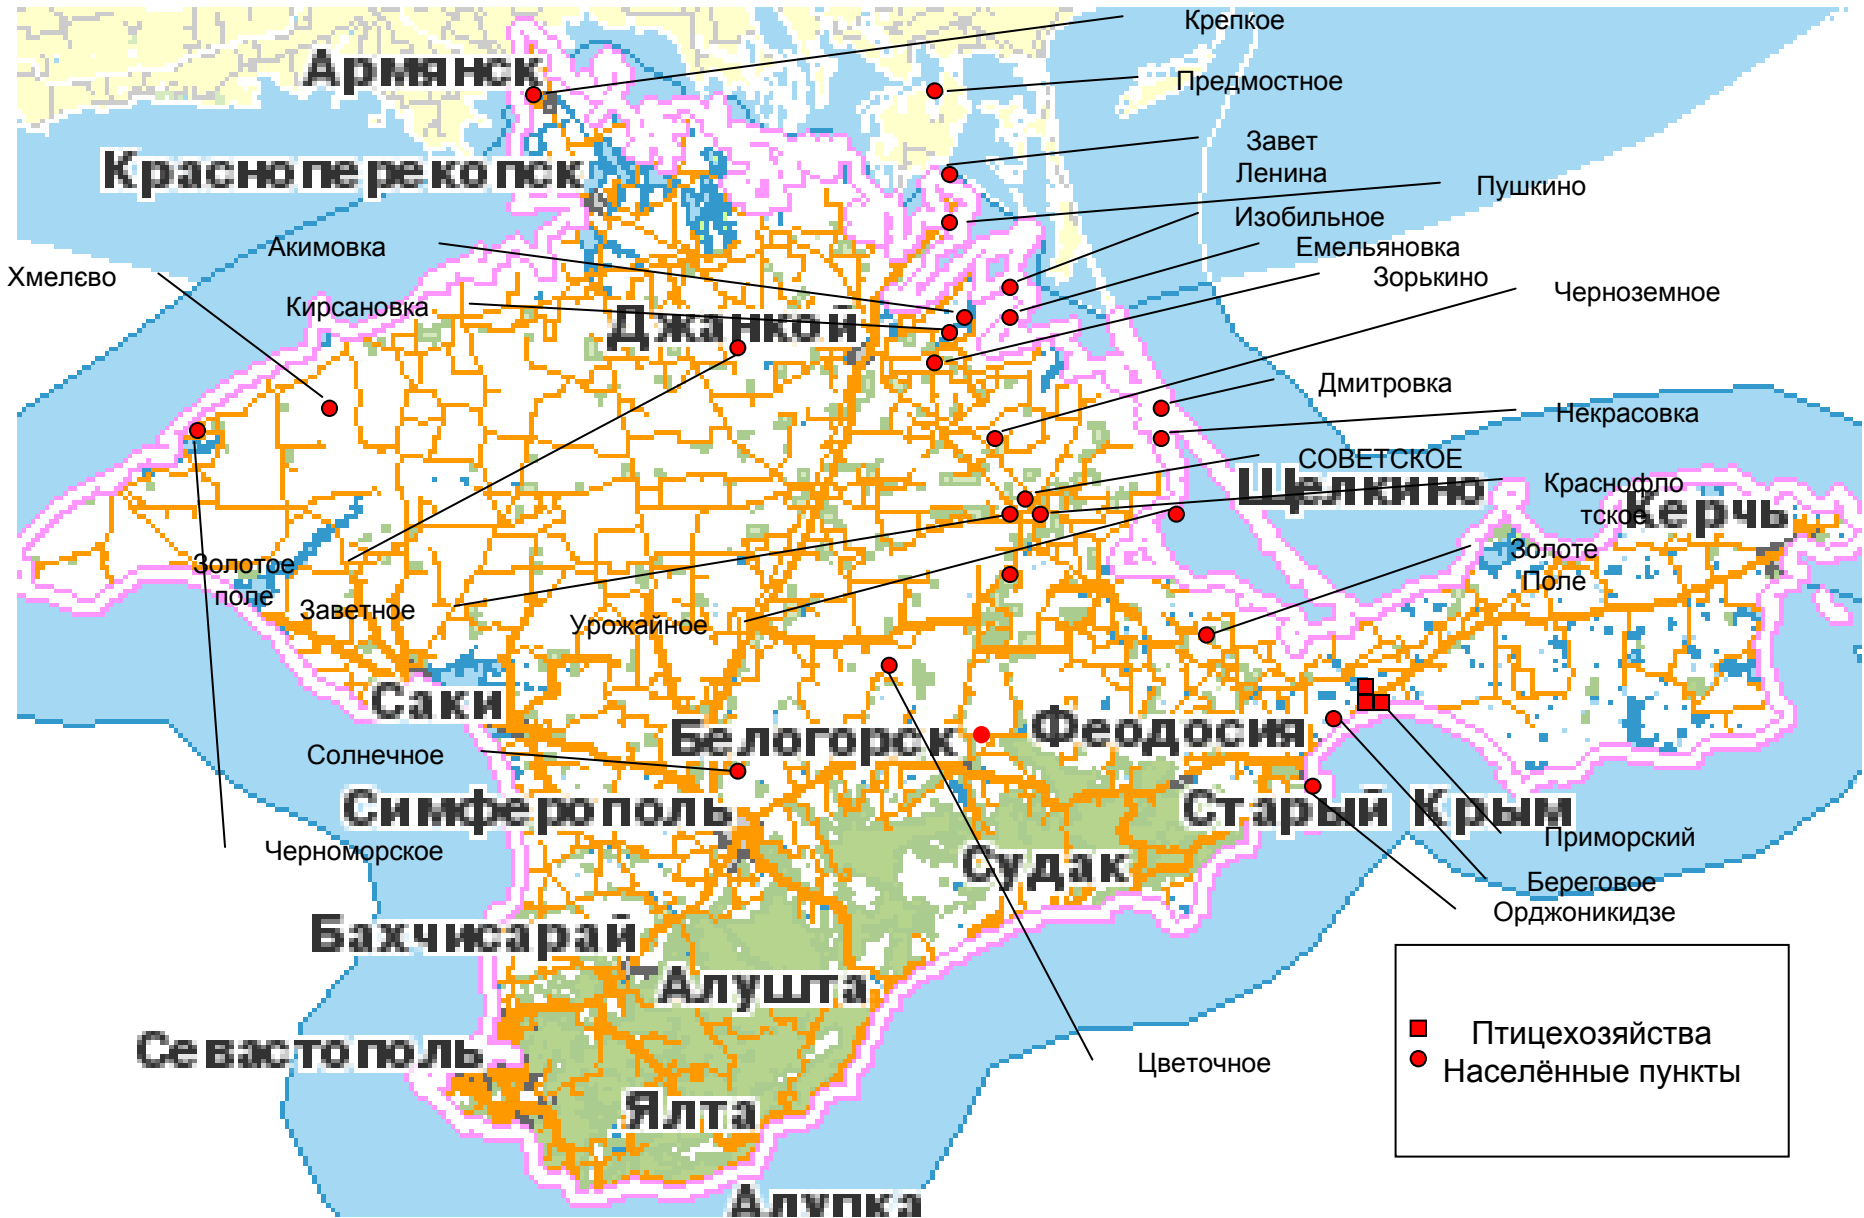 Крепкое
Армянск
Предмостное
Завет
Ленина
Красноперекопск
Пушкино
Изобильное
Акимовка
Емельяновка
Хмелєво
Зорькино
Кирсановка
Черноземное
Джанкой
Дмитровка
Некрасовка
СОВЕТСКОЕ
Щелкино
Краснофло
тское
Керчь
Золотое
поле
Золоте
Поле
Заветное
Урожайное
Саки
Белогорск
Феодосия
Солнечное
Симферополь
Старый Крым
Приморский
Черноморское
Судак
Береговое
Орджоникидзе
Бахчисарай
Алушта
Птицехозяйства
Севастополь
Цветочное
Населённые пункты
Ялта
Алупка